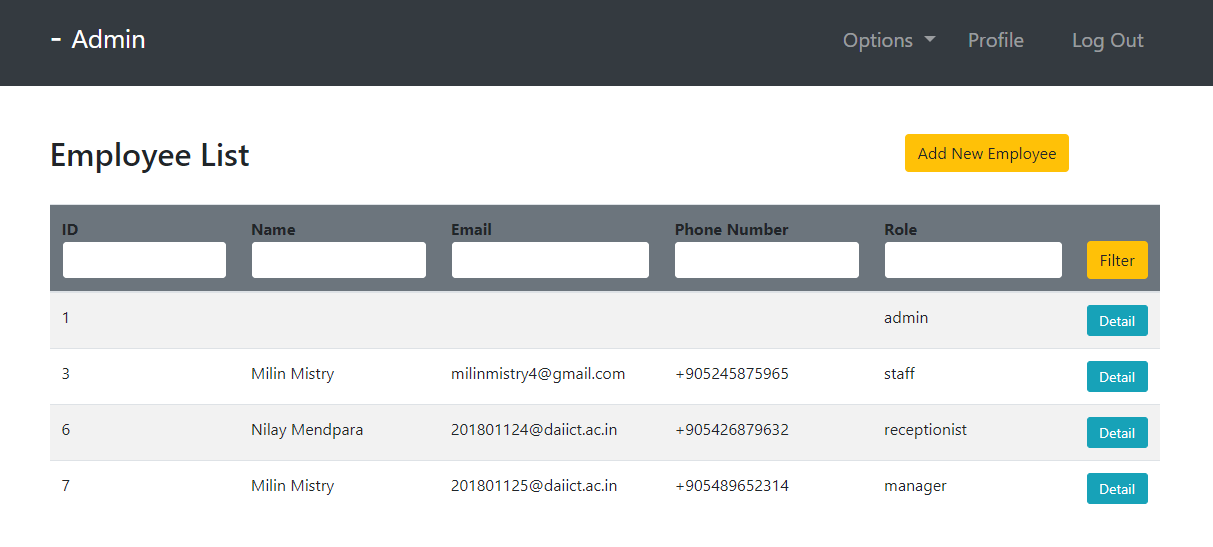 - Admin Options Profile Log Out
Employee List Add New Employee
ID Name Email Phone Number Role
Filter
1 admin Detail
3 Milin Mistry milinmistry4@gmail.com +905245875965 staff Detail
6 Nilay Mendpara 201801124@daiict.ac.in +905426879632 receptionist Detail
7 Milin Mistry 201801125@daiict.ac.in +905489652314 manager Detail